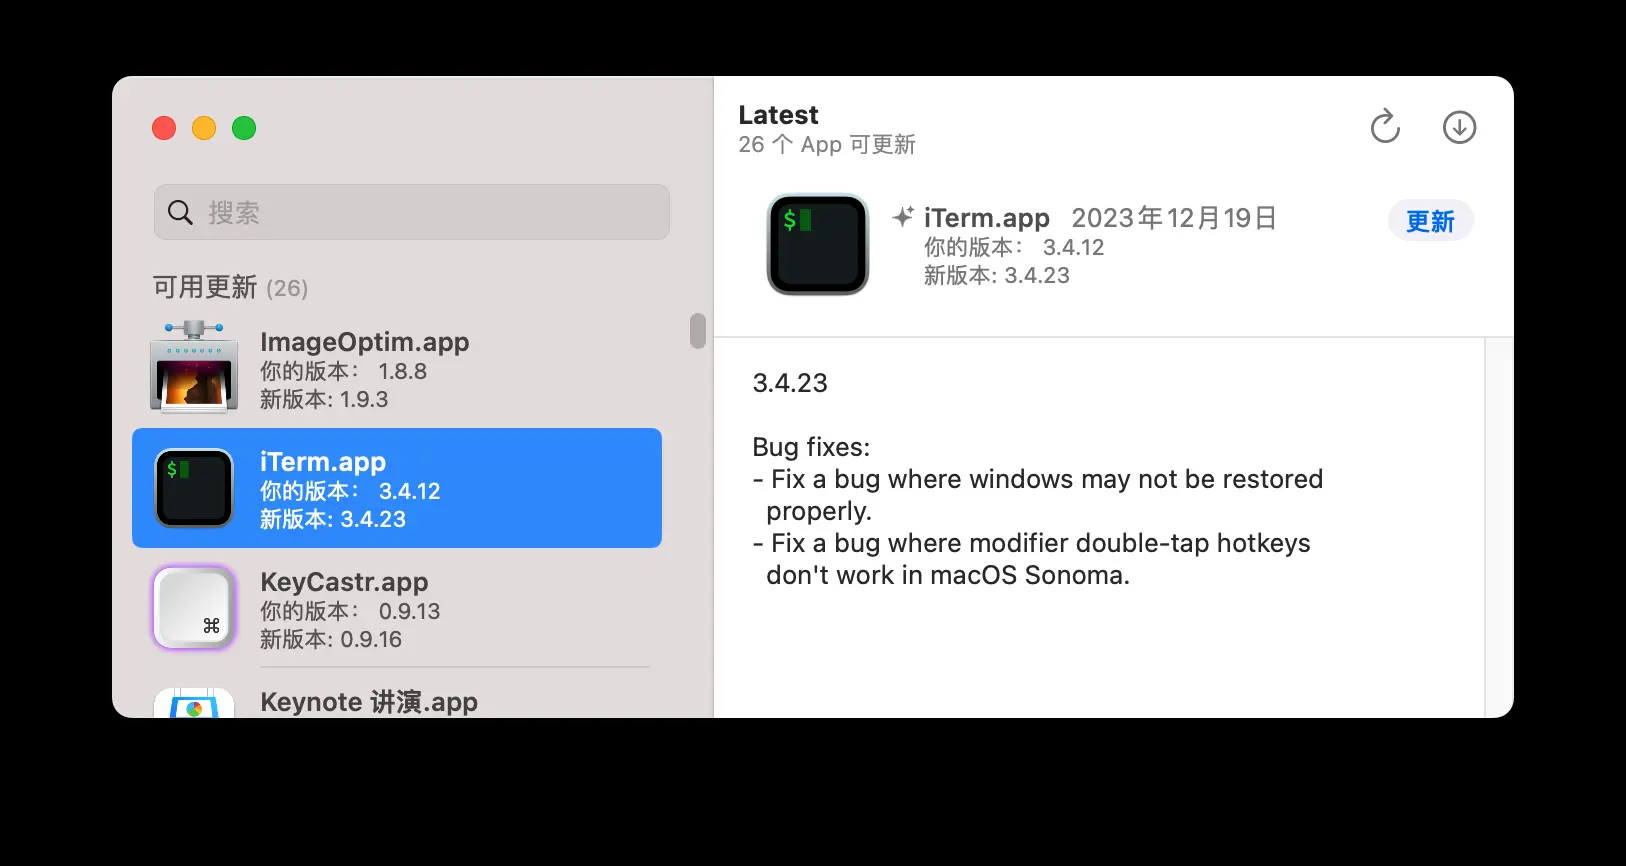 搜索
可用更新 (26)
ImageOptim.app
你的版本： 1.8.8
新版本: 1.9.3
$
iTerm.app
你的版本： 3.4.12
新版本: 3.4.23
⌘
KeyCastr.app
你的版本： 0.9.13
新版本: 0.9.16
Keynote 讲演.app
Latest
26 个 App 可更新
$
iTerm.app 2023年12月19日
你的版本： 3.4.12
新版本: 3.4.23
更新
3.4.23
Bug fixes:
- Fix a bug where windows may not be restored
properly.
- Fix a bug where modifier double-tap hotkeys
don't work in macOS Sonoma.